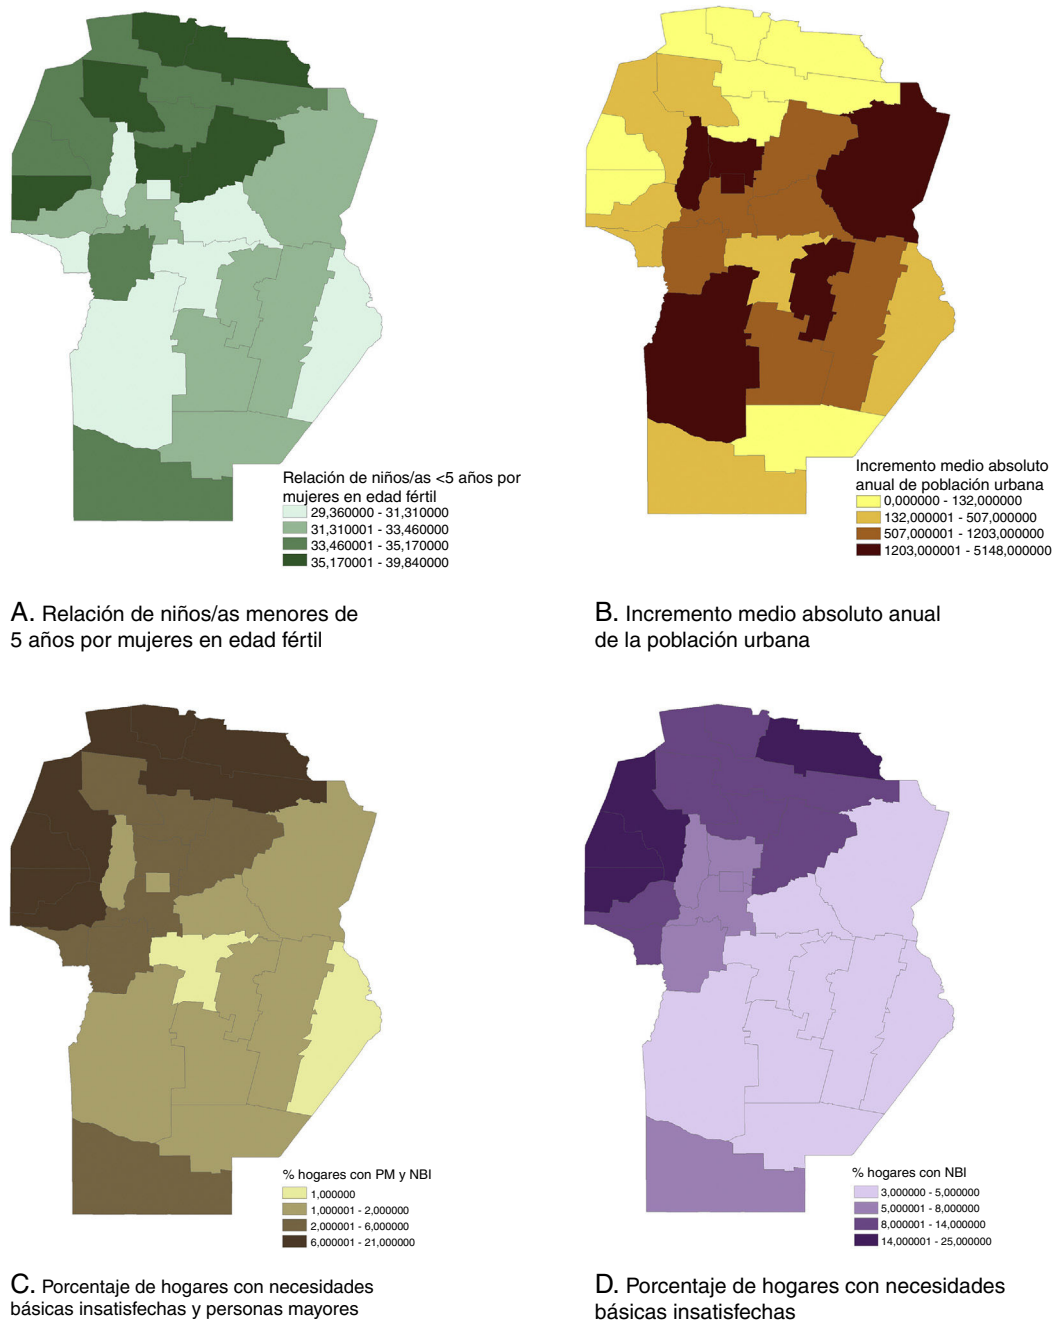 Relación de niños/as <5 años por
mujeres en edad fértil
29,360000 - 31,310000
31,310001 - 33,460000
33,460001 - 35,170000
35,170001 - 39,840000
A. Relación de niños/as menores de
5 años por mujeres en edad fértil
Incremento medio absoluto
anual de población urbana
0,000000 - 132,000000
132,000001 - 507,000000
507,000001 - 1203,000000
1203,000001 - 5148,000000
B. Incremento medio absoluto anual
de la población urbana
% hogares con PM y NBI
1,000000
1,000001 - 2,000000
2,000001 - 6,000000
6,000001 - 21,000000
C. Porcentaje de hogares con necesidades
básicas insatisfechas y personas mayores
% hogares con NBI
3,000000 - 5,000000
5,000001 - 8,000000
8,000001 - 14,000000
14,000001 - 25,000000
D. Porcentaje de hogares con necesidades
básicas insatisfechas